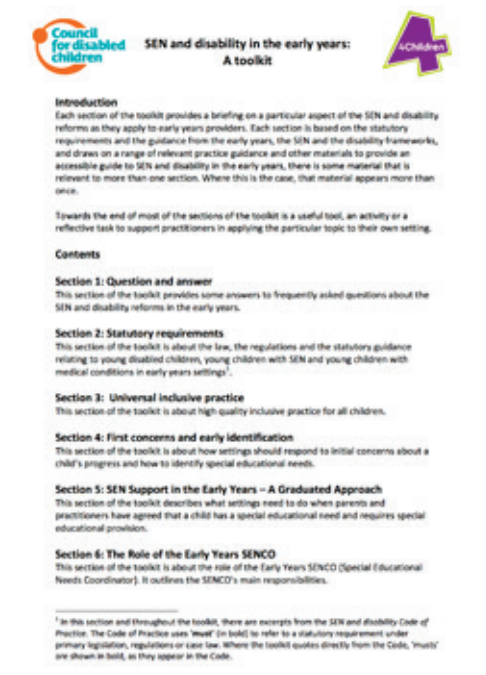 Council
for disabled
children
SEN and disability in the early years:
A toolkit
4Children
Introduction
Each section of the toolkit provides a briefing on a particular aspect of the SEN and disability
reforms as they apply to early years providers. Each section is based on the statutory
requirements and the guidance from the early years, the SEN and the disability frameworks,
and draws on a range of relevant practice guidance and other materials to provide an
accessible guide to SEN and disability in the early years, there is some material that is
relevant to more than one section. Where this is the case, that material appears more than
once.
Towards the end of most of the sections of the toolkit is a useful tool, an activity or a
reflective task to support practitioners in applying the particular topic to their own setting.
Contents
Section 1: Question and answer
This section of the toolkit provides some answers to frequently asked questions about the
SEN and disability reforms in the early years.
Section 2: Statutory requirements
This section of the toolkit is about the law, the regulations and the statutory guidance
relating to young disabled children, young children with SEN and young children with
medical conditions in early years settings¹.
Section 3: Universal inclusive practice
This section of the toolkit is about high quality inclusive practice for all children.
Section 4: First concerns and early identification
This section of the toolkit is about how settings should respond to initial concerns about a
child's progress and how to identify special educational needs.
Section 5: SEN Support in the Early Years – A Graduated Approach
This section of the toolkit describes what settings need to do when parents and
practitioners have agreed that a child has a special educational need and requires special
educational provision.
Section 6: The Role of the Early Years SENCO
This section of the toolkit is about the role of the Early Years SENCO (Special Educational
Needs Coordinator). It outlines the SENCO's main responsibilities.
¹ In this section and throughout the toolkit, there are excerpts from the SEN and disability Code of
Practice. The Code of Practice uses 'must' (in bold) to refer to a statutory requirement under
primary legislation, regulations or case law. Where the toolkit quotes directly from the Code, 'musts'
are shown in bold, as they appear in the Code.